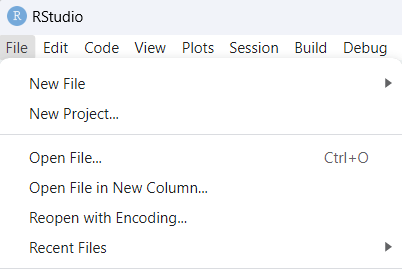 R RStudio
File Edit Code View Plots Session Build Debug
New File
New Project...
Open File... Ctrl+O
Open File in New Column...
Reopen with Encoding...
Recent Files